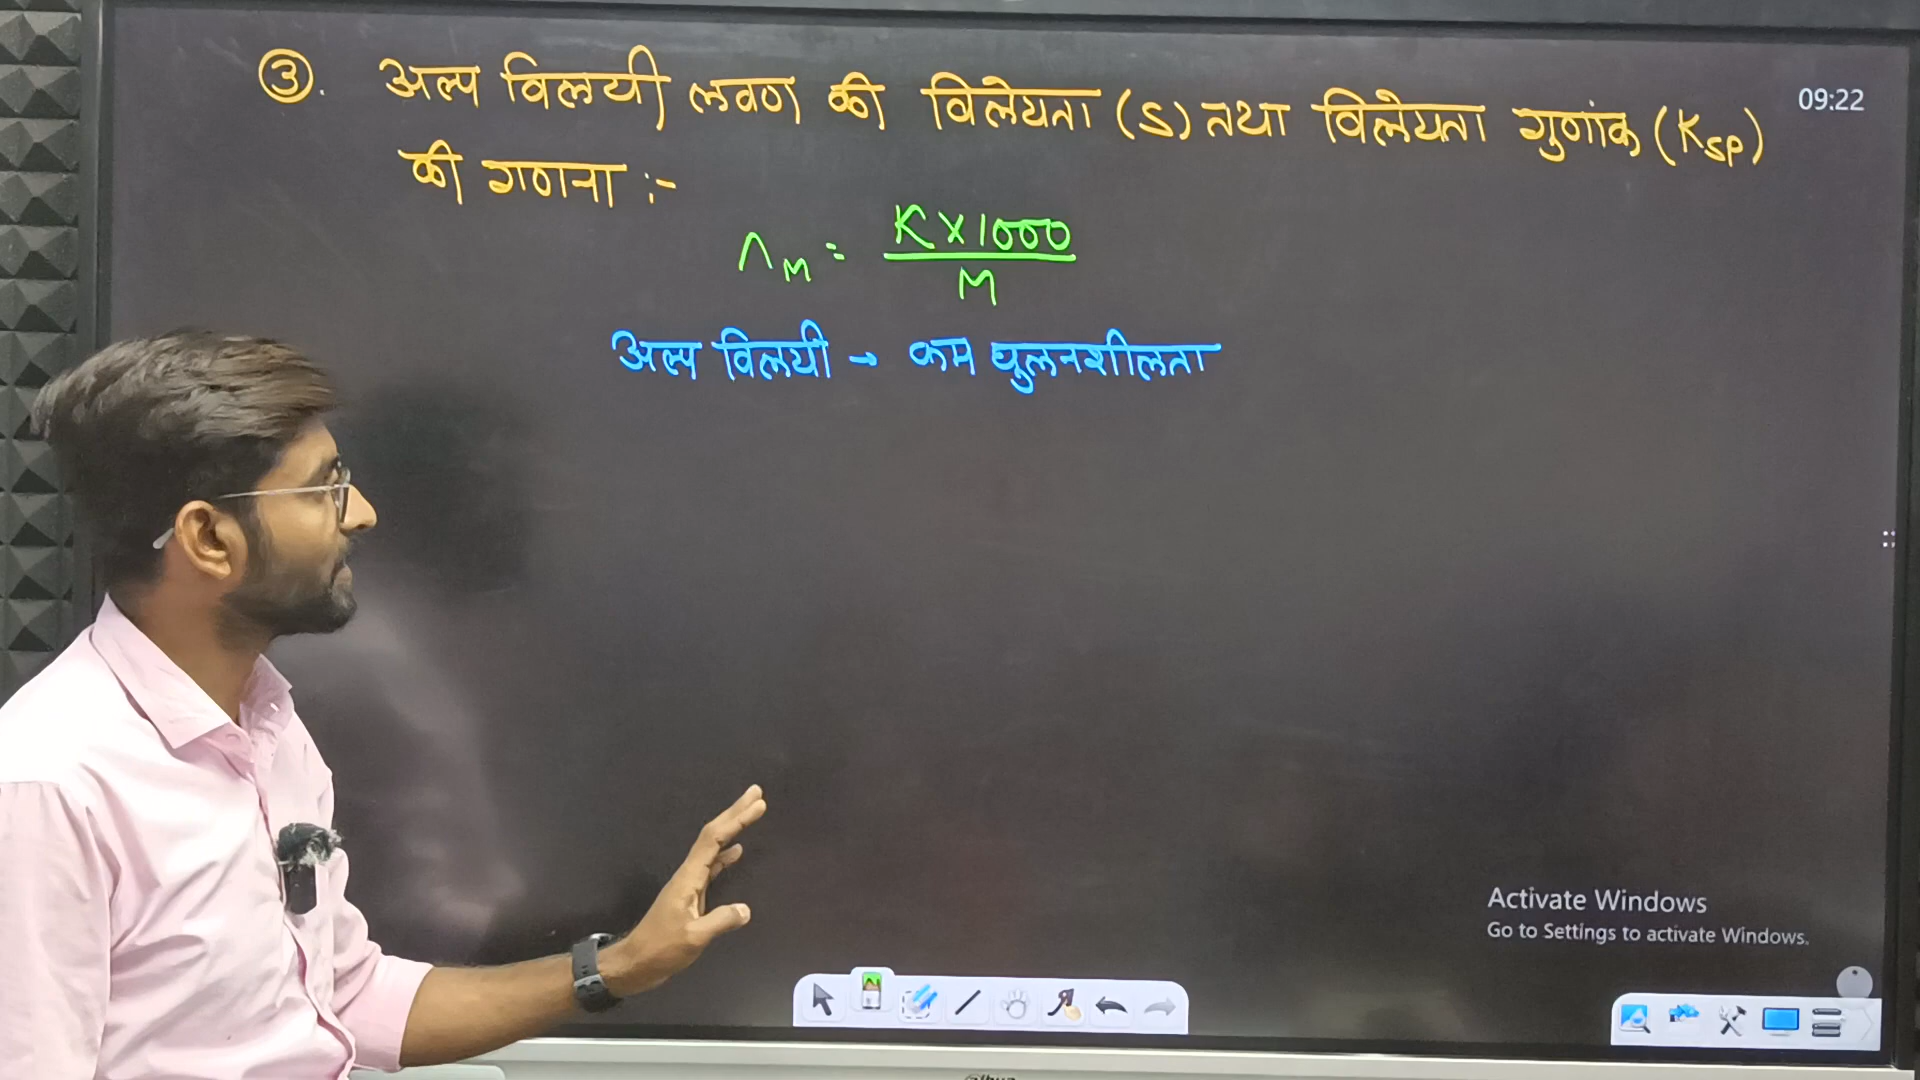 ③. अल्प विलयी लवण की विलेयता (S) तथा विलेयता गुणांक (Ksp)
की गणना :-
09:22
Λм = K×1000 / M
अल्प विलयी → कम घुलनशीलता
Activate Windows
Go to Settings to activate Windows.